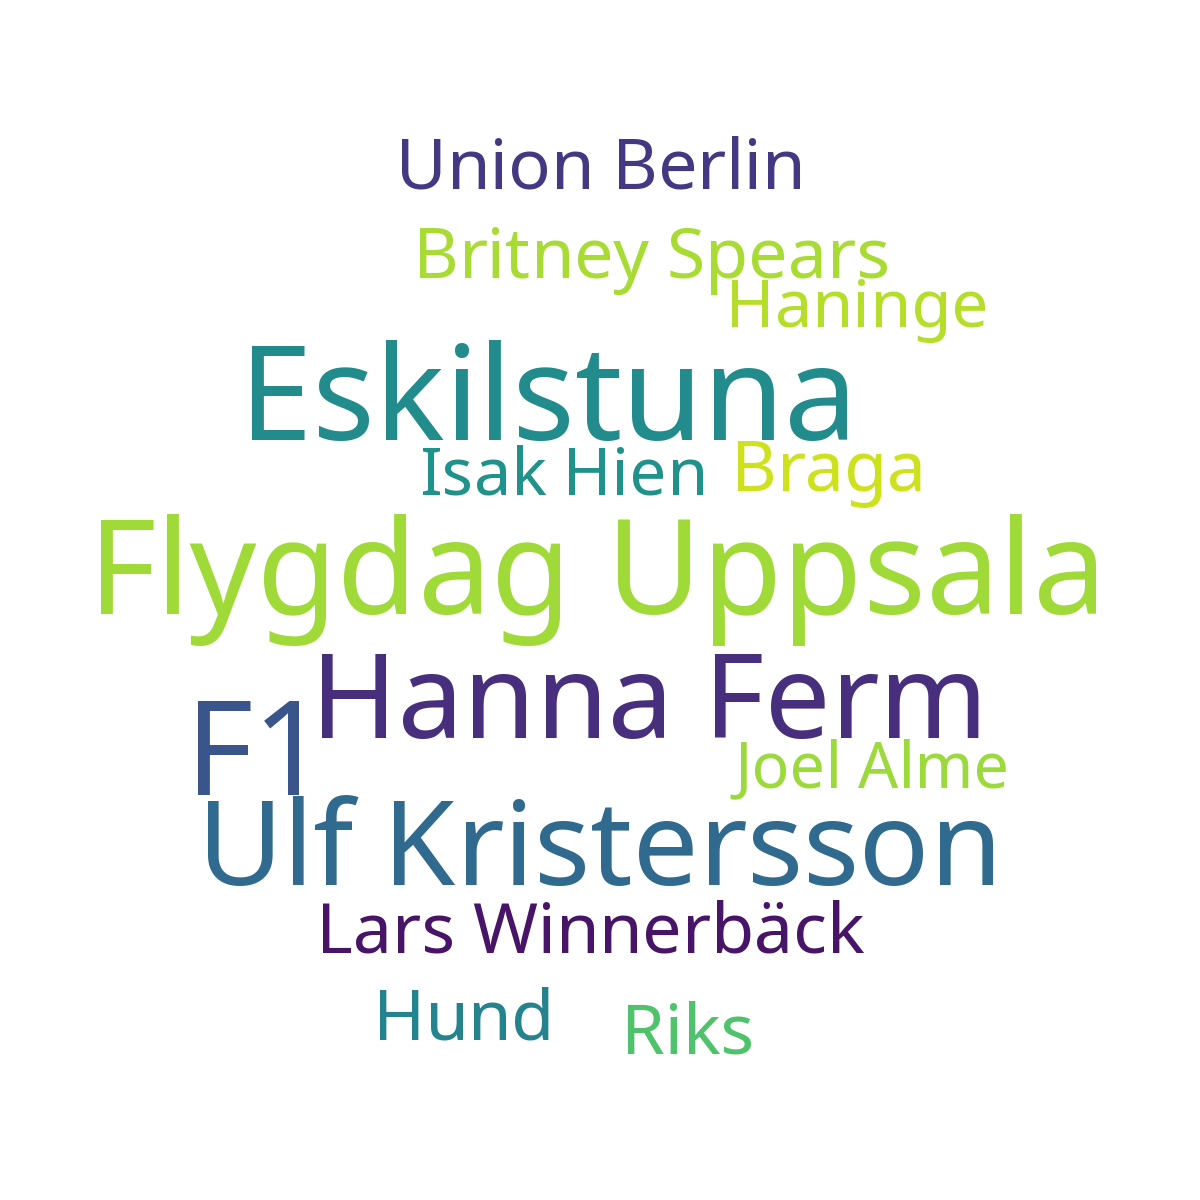 Union Berlin
Britney Spears
Haninge
Eskilstuna
Isak Hien
Braga
Flygdag Uppsala
Hanna Ferm
F1
Joel Alme
Ulf Kristersson
Lars Winnerbäck
Hund
Riks